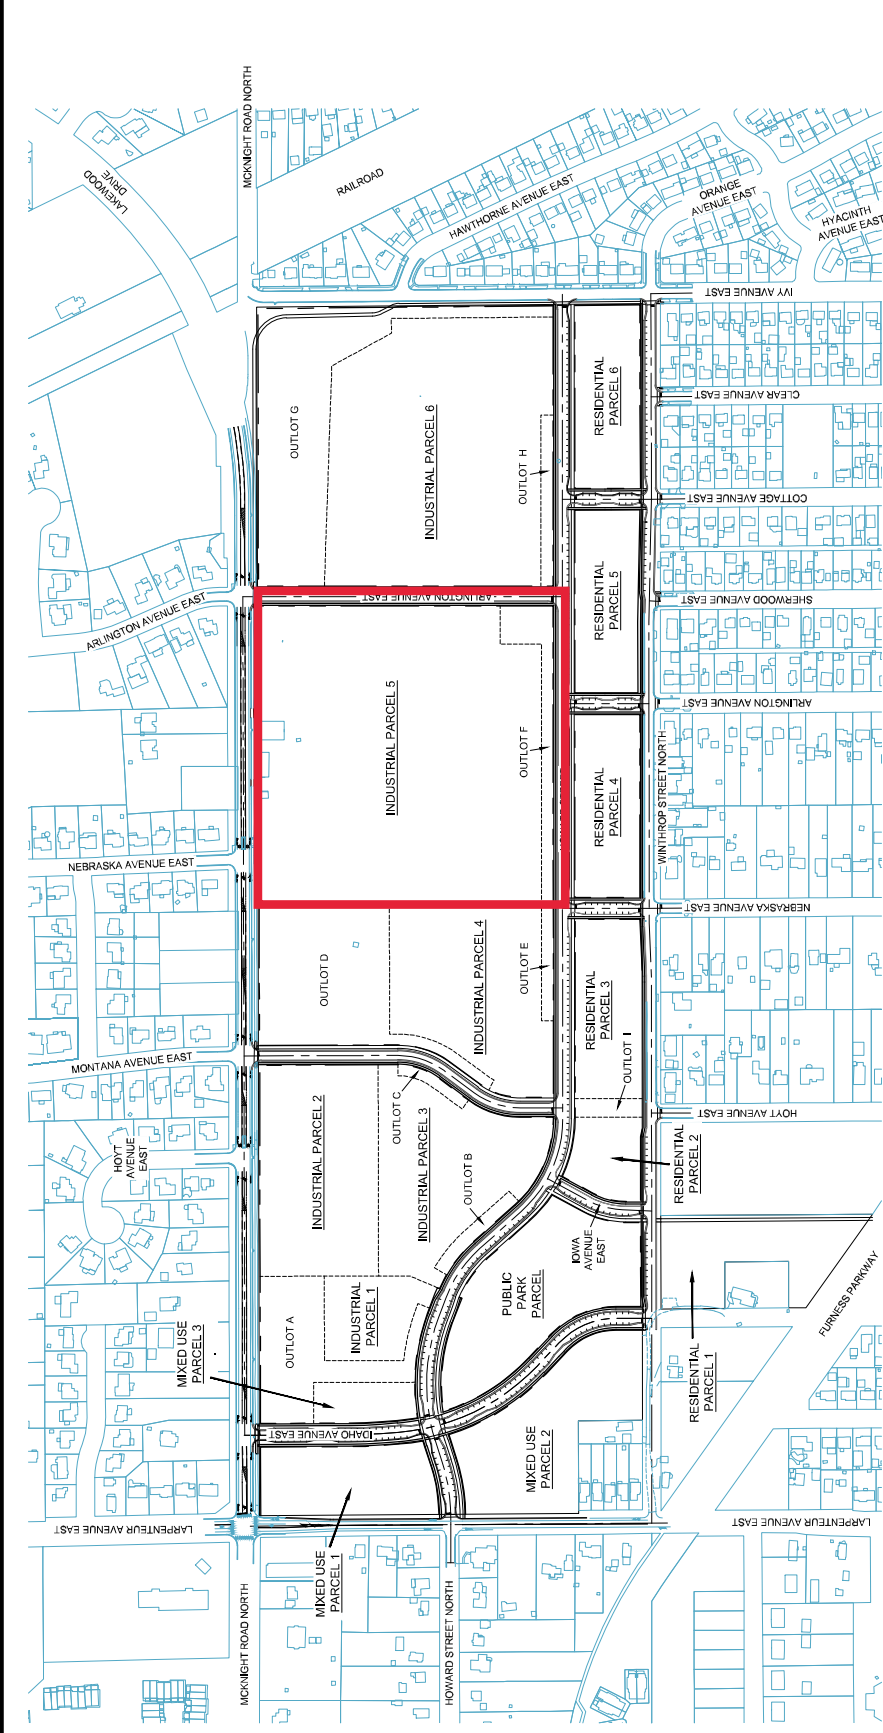 MCKNIGHT ROAD NORTH
LAKEWOOD
DRIVE
RAILROAD
HAWTHORNE AVENUE EAST
ORANGE
AVENUE EAST
HYACINTH
AVENUE EAST
IVY AVENUE EAST
OUTLOT G
INDUSTRIAL PARCEL 6
OUTLOT H
RESIDENTIAL
PARCEL 6
CLEAR AVENUE EAST
COTTAGE AVENUE EAST
ARLINGTON AVENUE EAST
ARLINGTON AVENUE EAST
RESIDENTIAL
PARCEL 5
SHERWOOD AVENUE EAST
INDUSTRIAL PARCEL 5
OUTLOT F
ARLINGTON AVENUE EAST
RESIDENTIAL
PARCEL 4
WINTHROP STREET NORTH
NEBRASKA AVENUE EAST
NEBRASKA AVENUE EAST
OUTLOT D
INDUSTRIAL PARCEL 4
OUTLOT E
RESIDENTIAL
PARCEL 3
MONTANA AVENUE EAST
OUTLOT C
OUTLOT I
HOYT AVENUE EAST
HOYT
AVENUE
EAST
INDUSTRIAL PARCEL 2
INDUSTRIAL PARCEL 3
OUTLOT B
RESIDENTIAL
PARCEL 2
IOWA
AVENUE
EAST
PUBLIC
PARK
PARCEL
FURNESS PARKWAY
MIXED USE
PARCEL 3
OUTLOT A
INDUSTRIAL
PARCEL 1
RESIDENTIAL
PARCEL 1
IDAHO AVENUE EAST
MIXED USE
PARCEL 2
LARPENTEUR AVENUE EAST
LARPENTEUR AVENUE EAST
MIXED USE
PARCEL 1
MCKNIGHT ROAD NORTH
HOWARD STREET NORTH